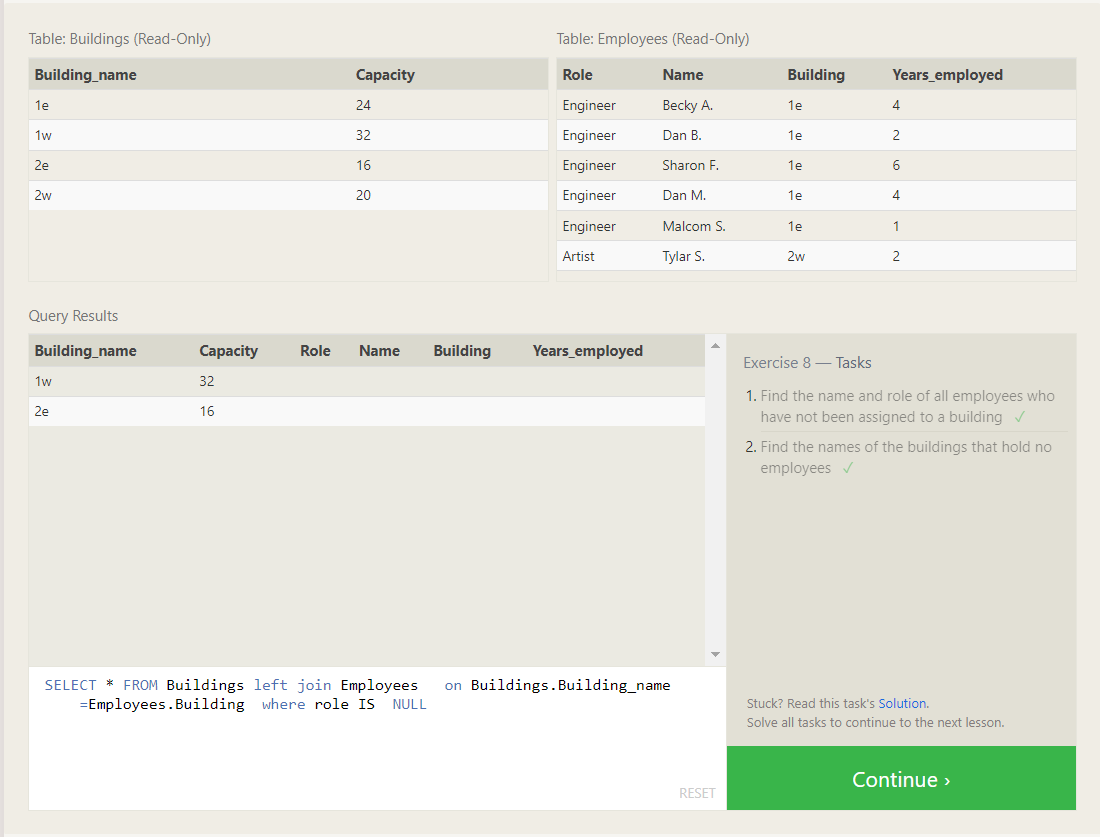 Table: Buildings (Read-Only)
Building_name Capacity
1e 24
1w 32
2e 16
2w 20
Table: Employees (Read-Only)
Role Name Building Years_employed
Engineer Becky A. 1e 4
Engineer Dan B. 1e 2
Engineer Sharon F. 1e 6
Engineer Dan M. 1e 4
Engineer Malcom S. 1e 1
Artist Tylar S. 2w 2
Query Results
Building_name Capacity Role Name Building Years_employed
1w 32
2e 16
SELECT * FROM Buildings left join Employees on Buildings.Building_name
=Employees.Building where role IS NULL
RESET
Exercise 8 — Tasks
1. Find the name and role of all employees who
have not been assigned to a building ✓
2. Find the names of the buildings that hold no
employees ✓
Stuck? Read this task's Solution.
Solve all tasks to continue to the next lesson.
Continue ›